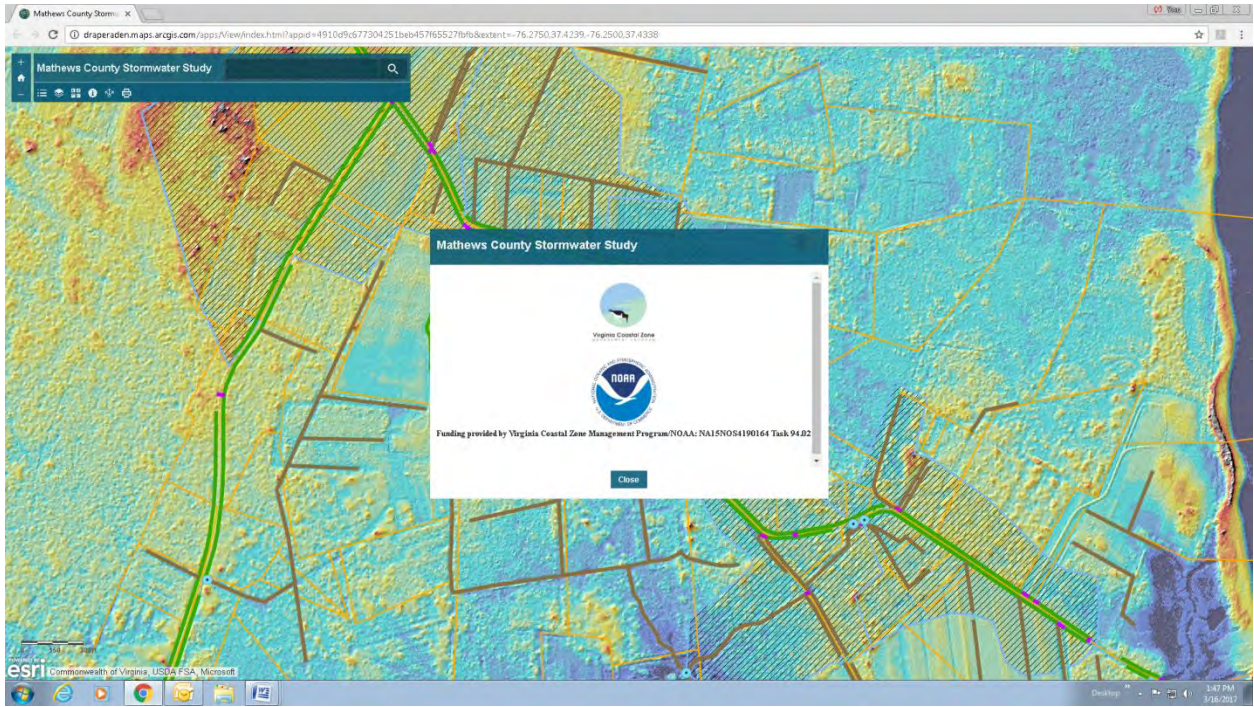 Mathews County Stormw
draperaden.maps.arcgis.com/apps/View/index.html?appid=4910d9c677304251beb457f65527fbfb&extent=-76.2750,37.4239,-76.2500,37.4338
Mathews County Stormwater Study
Mathews County Stormwater Study
Virginia Coastal Zone
NOAA
Funding provided by Virginia Coastal Zone Management Program/NOAA: NA15NOS4190164 Task 94.02
Close
esri
Commonwealth of Virginia, USDA FSA, Microsoft
Desktop
1:47 PM
3/16/2017